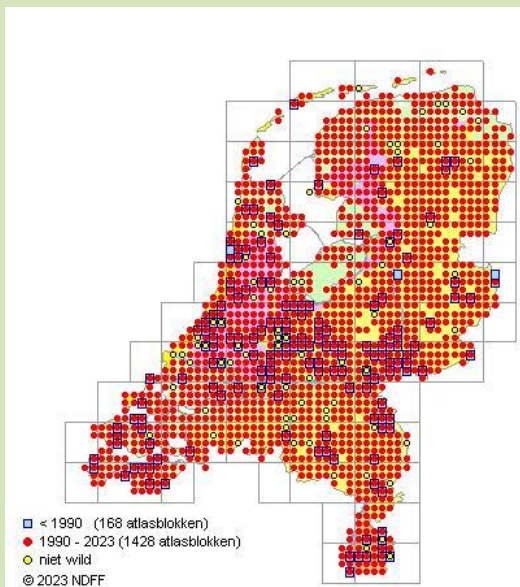 < 1990 (168 atlasblokken)
1990 - 2023 (1428 atlasblokken)
niet wild
© 2023 NDFF